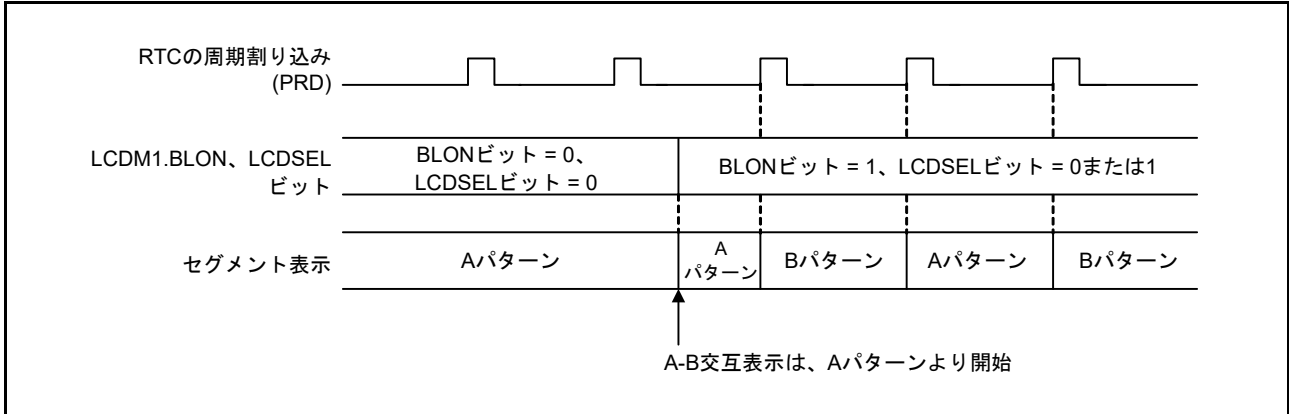 RTCの周期割り込み
(PRD)
LCDM1.BLON、LCDSEL
ビット
BLONビット = 0、
LCDSELビット = 0
BLONビット = 1、LCDSELビット = 0または1
セグメント表示
Aパターン
A
パターン
Bパターン
Aパターン
Bパターン
A-B交互表示は、Aパターンより開始